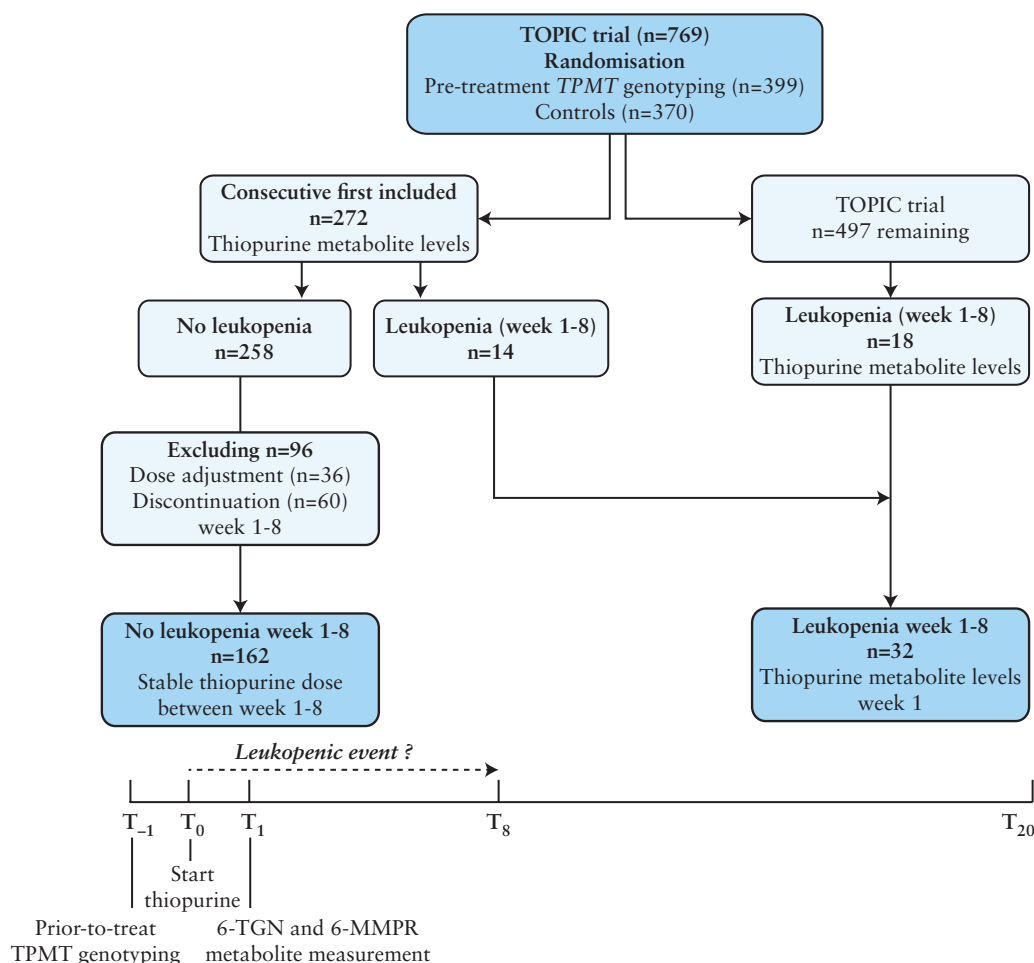 TOPIC trial (n=769)
Randomisation
Pre-treatment TPMT genotyping (n=399)
Controls (n=370)
Consecutive first included
n=272
Thiopurine metabolite levels
TOPIC trial
n=497 remaining
No leukopenia
n=258
Leukopenia (week 1-8)
n=14
Leukopenia (week 1-8)
n=18
Thiopurine metabolite levels
Excluding n=96
Dose adjustment (n=36)
Discontinuation (n=60)
week 1-8
No leukopenia week 1-8
n=162
Stable thiopurine dose
between week 1-8
Leukopenia week 1-8
n=32
Thiopurine metabolite levels
week 1
Leukopenic event ?
T–1 T0 T1 T8 T20
Start
thiopurine
Prior-to-treat
TPMT genotyping
6-TGN and 6-MMPR
metabolite measurement